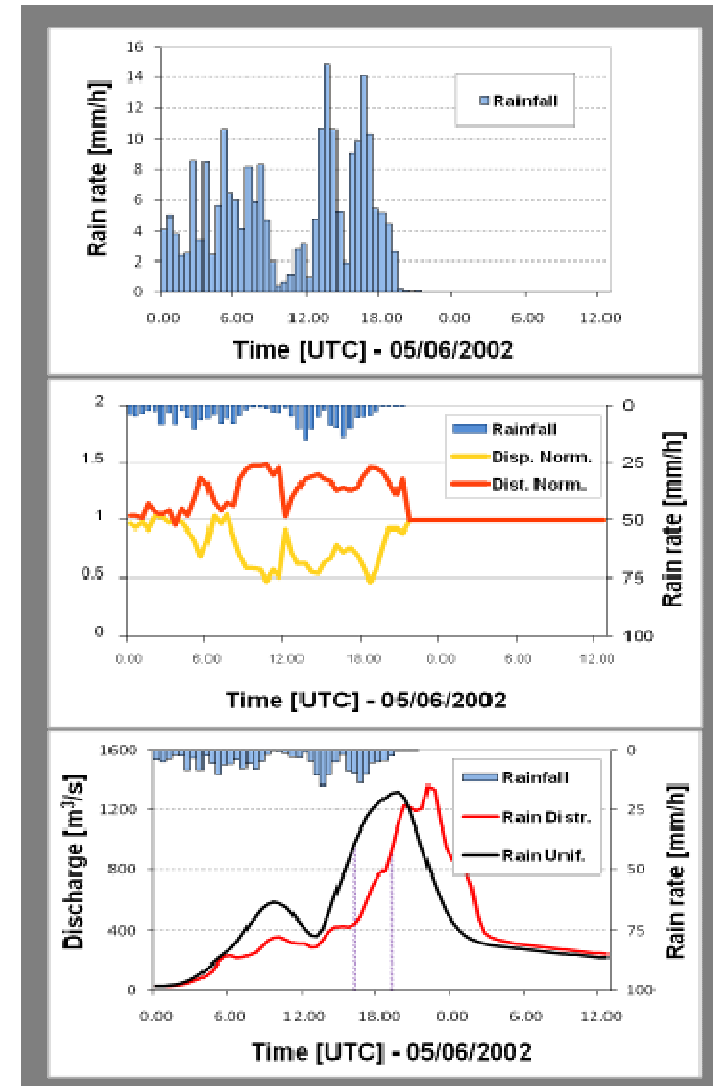 16
14
12
10
8
6
4
2
0
Rain rate [mm/h]
Rainfall
0.00 6.00 12.00 18.00 0.00 6.00 12.00
Time [UTC] - 05/06/2002
2
1.5
1
0.5
0
Rainfall
Disp. Norm.
Dist. Norm.
0
25
50
75
100
Rain rate [mm/h]
0.00 6.00 12.00 18.00 0.00 6.00 12.00
Time [UTC] - 05/06/2002
1600
1200
800
400
0
Discharge [m³/s]
Rainfall
Rain Distr.
Rain Unif.
0
25
50
75
100
Rain rate [mm/h]
0.00 6.00 12.00 18.00 0.00 6.00 12.00
Time [UTC] - 05/06/2002